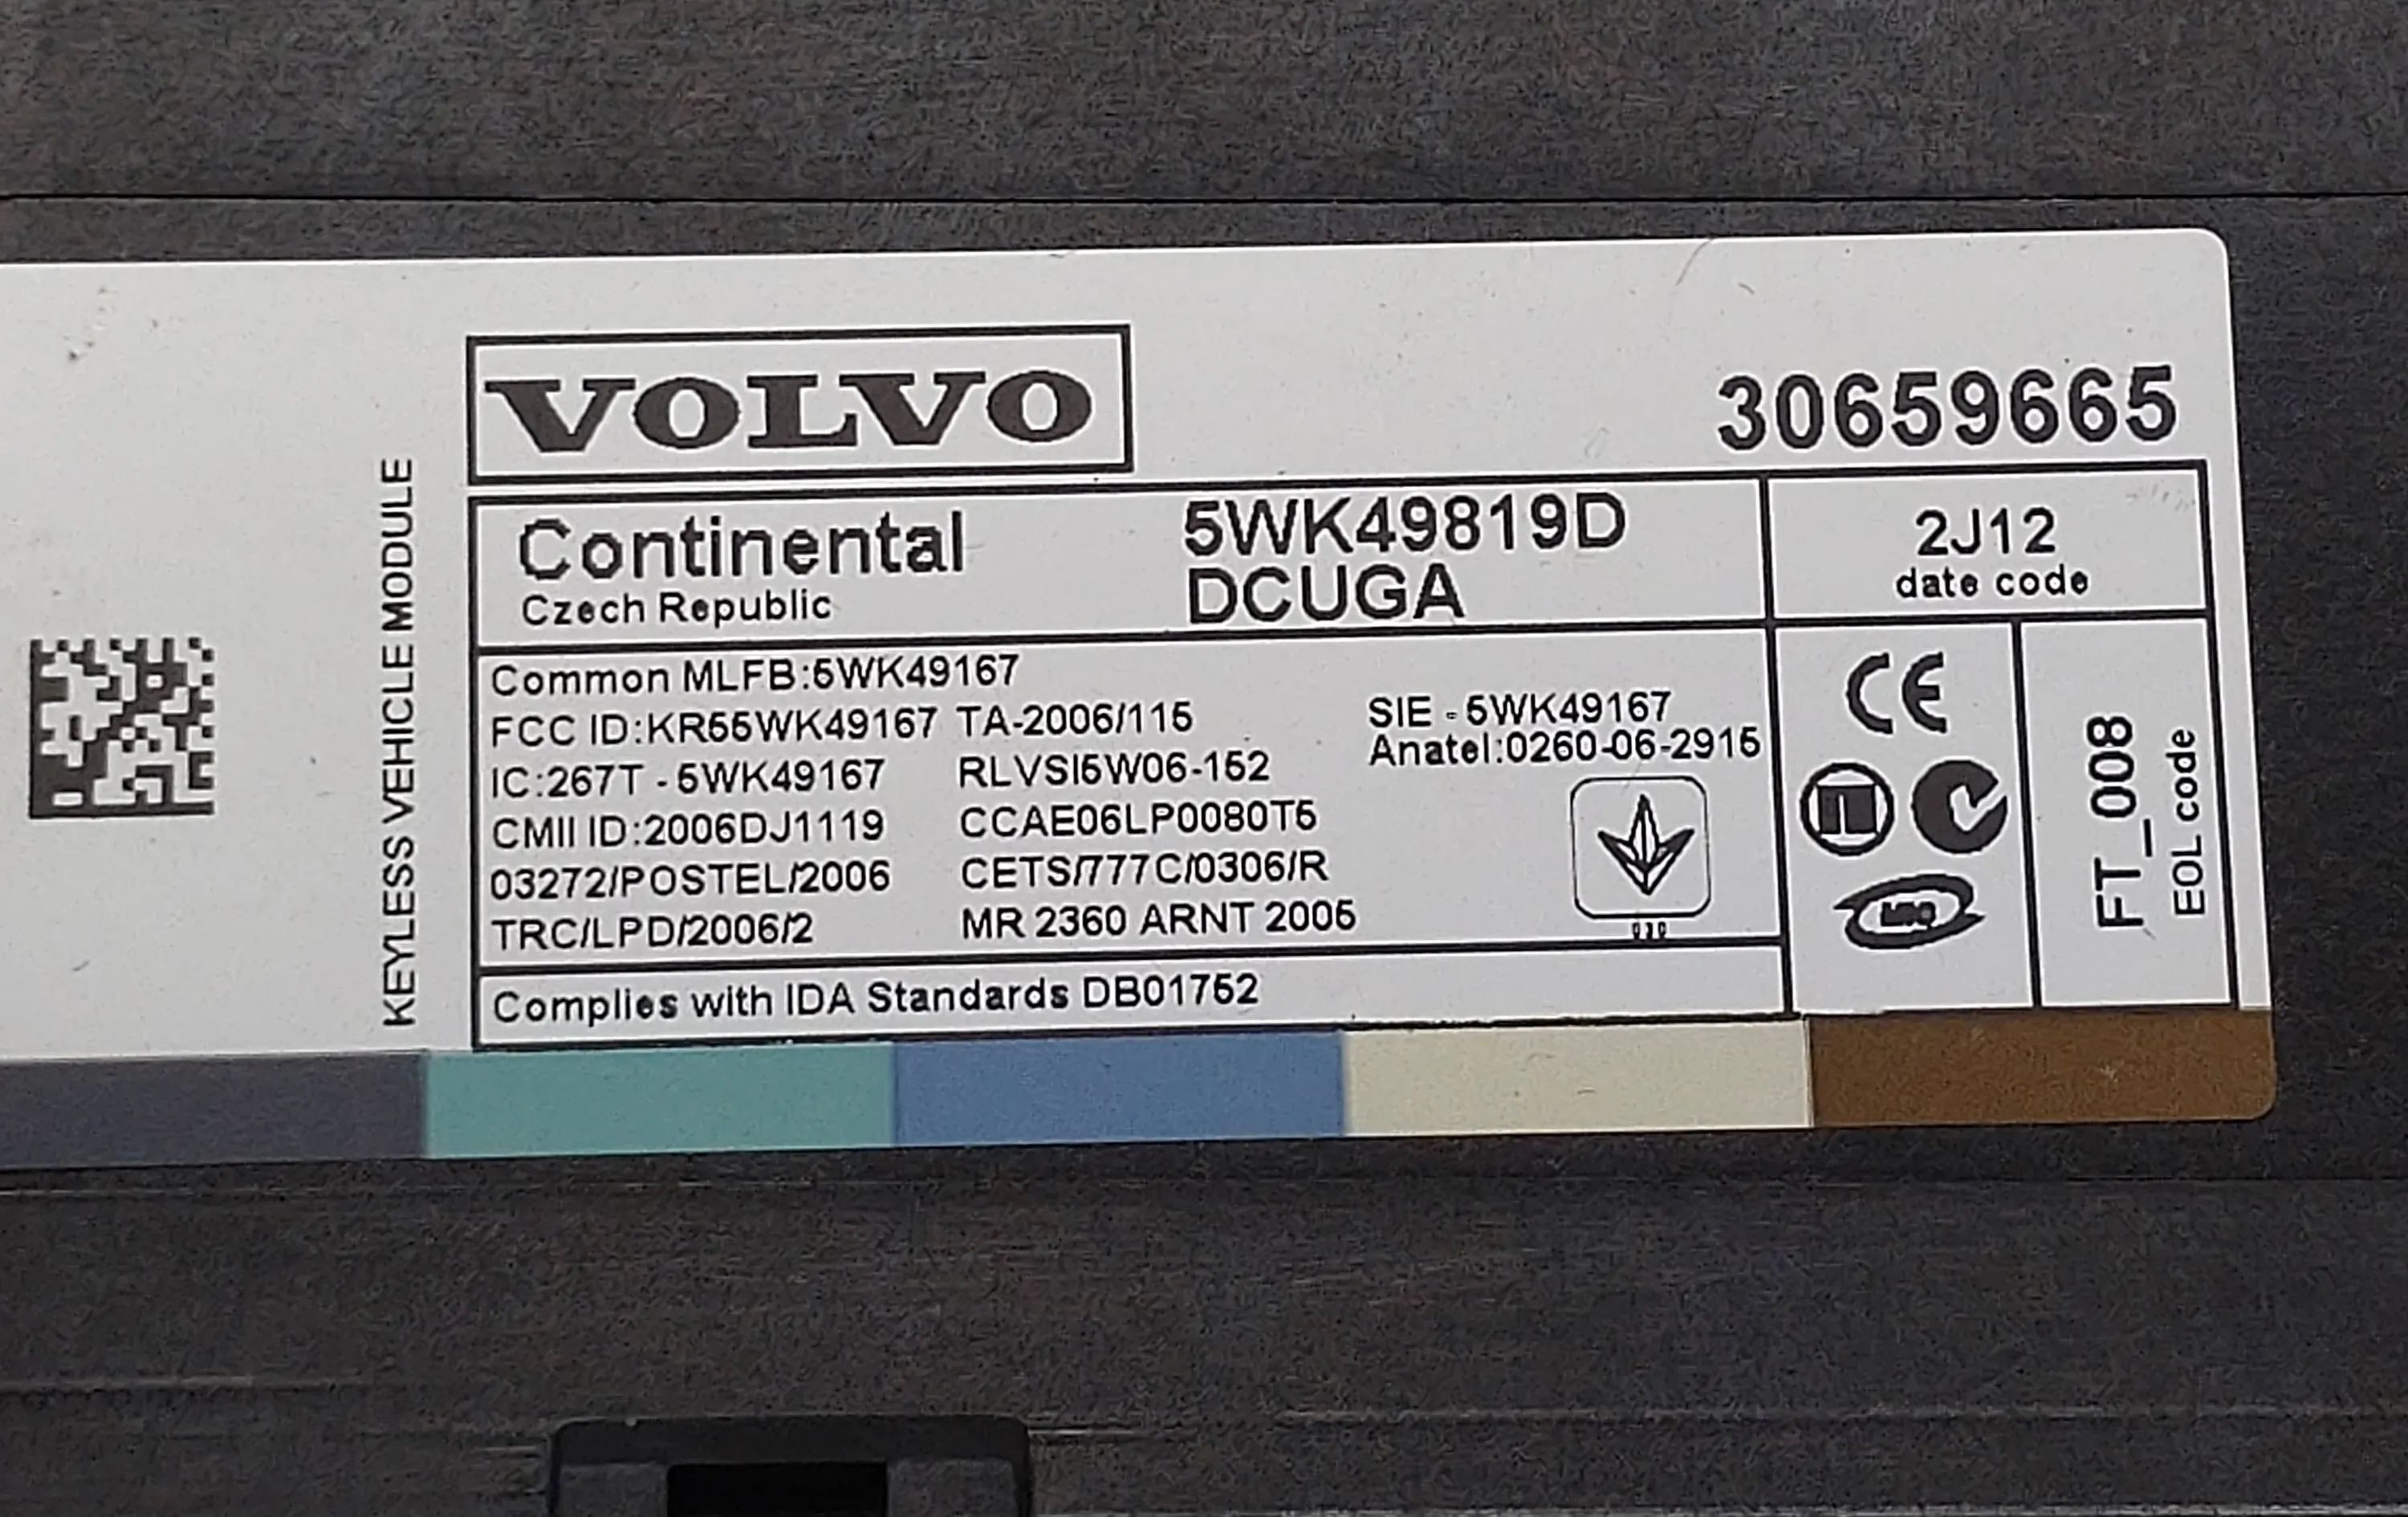 VOLVO
30659665
KEYLESS VEHICLE MODULE
Continental
Czech Republic
5WK49819D
DCUGA
2J12
date code
Common MLFB:5WK49167
FCC ID:KR55WK49167 TA-2006/115
SIE - 5WK49167
Anatel:0260-06-2915
IC:267T - 5WK49167 RLVSI5W06-152
CMII ID:2006DJ1119 CCAE06LP0080T5
03272/POSTEL/2006 CETS/777C/0306/R
TRC/LPD/2006/2 MR 2360 ARNT 2006
Complies with IDA Standards DB01752
CE
FT_008
EOL code